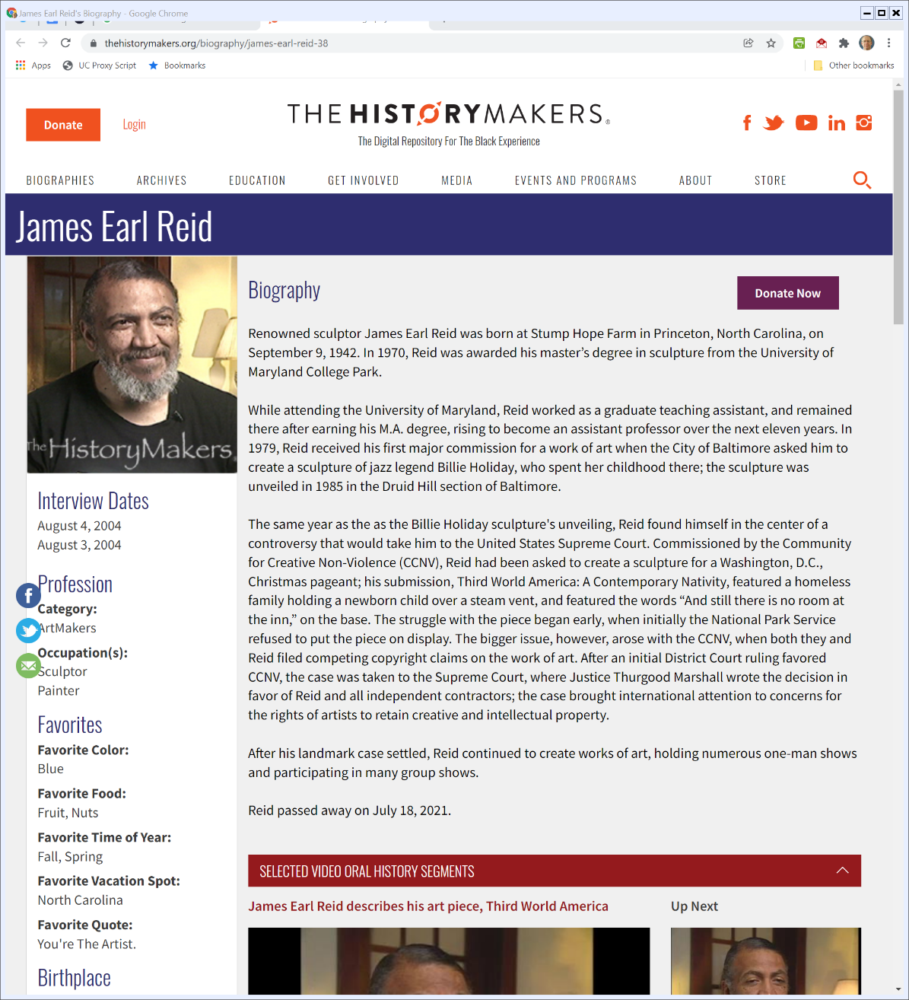 James Earl Reid's Biography - Google Chrome
thehistorymakers.org/biography/james-earl-reid-38
Apps
UC Proxy Script
Bookmarks
Other bookmarks
Donate
Login
THE HISTORYMAKERS®
The Digital Repository For The Black Experience
BIOGRAPHIES
ARCHIVES
EDUCATION
GET INVOLVED
MEDIA
EVENTS AND PROGRAMS
ABOUT
STORE
James Earl Reid
The HistoryMakers®
Interview Dates
August 4, 2004
August 3, 2004
Profession
Category:
ArtMakers
Occupation(s):
Sculptor
Painter
Favorites
Favorite Color:
Blue
Favorite Food:
Fruit, Nuts
Favorite Time of Year:
Fall, Spring
Favorite Vacation Spot:
North Carolina
Favorite Quote:
You're The Artist.
Birthplace
Biography
Donate Now
Renowned sculptor James Earl Reid was born at Stump Hope Farm in Princeton, North Carolina, on
September 9, 1942. In 1970, Reid was awarded his master’s degree in sculpture from the University of
Maryland College Park.
While attending the University of Maryland, Reid worked as a graduate teaching assistant, and remained
there after earning his M.A. degree, rising to become an assistant professor over the next eleven years. In
1979, Reid received his first major commission for a work of art when the City of Baltimore asked him to
create a sculpture of jazz legend Billie Holiday, who spent her childhood there; the sculpture was
unveiled in 1985 in the Druid Hill section of Baltimore.
The same year as the as the Billie Holiday sculpture's unveiling, Reid found himself in the center of a
controversy that would take him to the United States Supreme Court. Commissioned by the Community
for Creative Non-Violence (CCNV), Reid had been asked to create a sculpture for a Washington, D.C.,
Christmas pageant; his submission, Third World America: A Contemporary Nativity, featured a homeless
family holding a newborn child over a steam vent, and featured the words “And still there is no room at
the inn,” on the base. The struggle with the piece began early, when initially the National Park Service
refused to put the piece on display. The bigger issue, however, arose with the CCNV, when both they and
Reid filed competing copyright claims on the work of art. After an initial District Court ruling favored
CCNV, the case was taken to the Supreme Court, where Justice Thurgood Marshall wrote the decision in
favor of Reid and all independent contractors; the case brought international attention to concerns for
the rights of artists to retain creative and intellectual property.
After his landmark case settled, Reid continued to create works of art, holding numerous one-man shows
and participating in many group shows.
Reid passed away on July 18, 2021.
SELECTED VIDEO ORAL HISTORY SEGMENTS
James Earl Reid describes his art piece, Third World America
Up Next